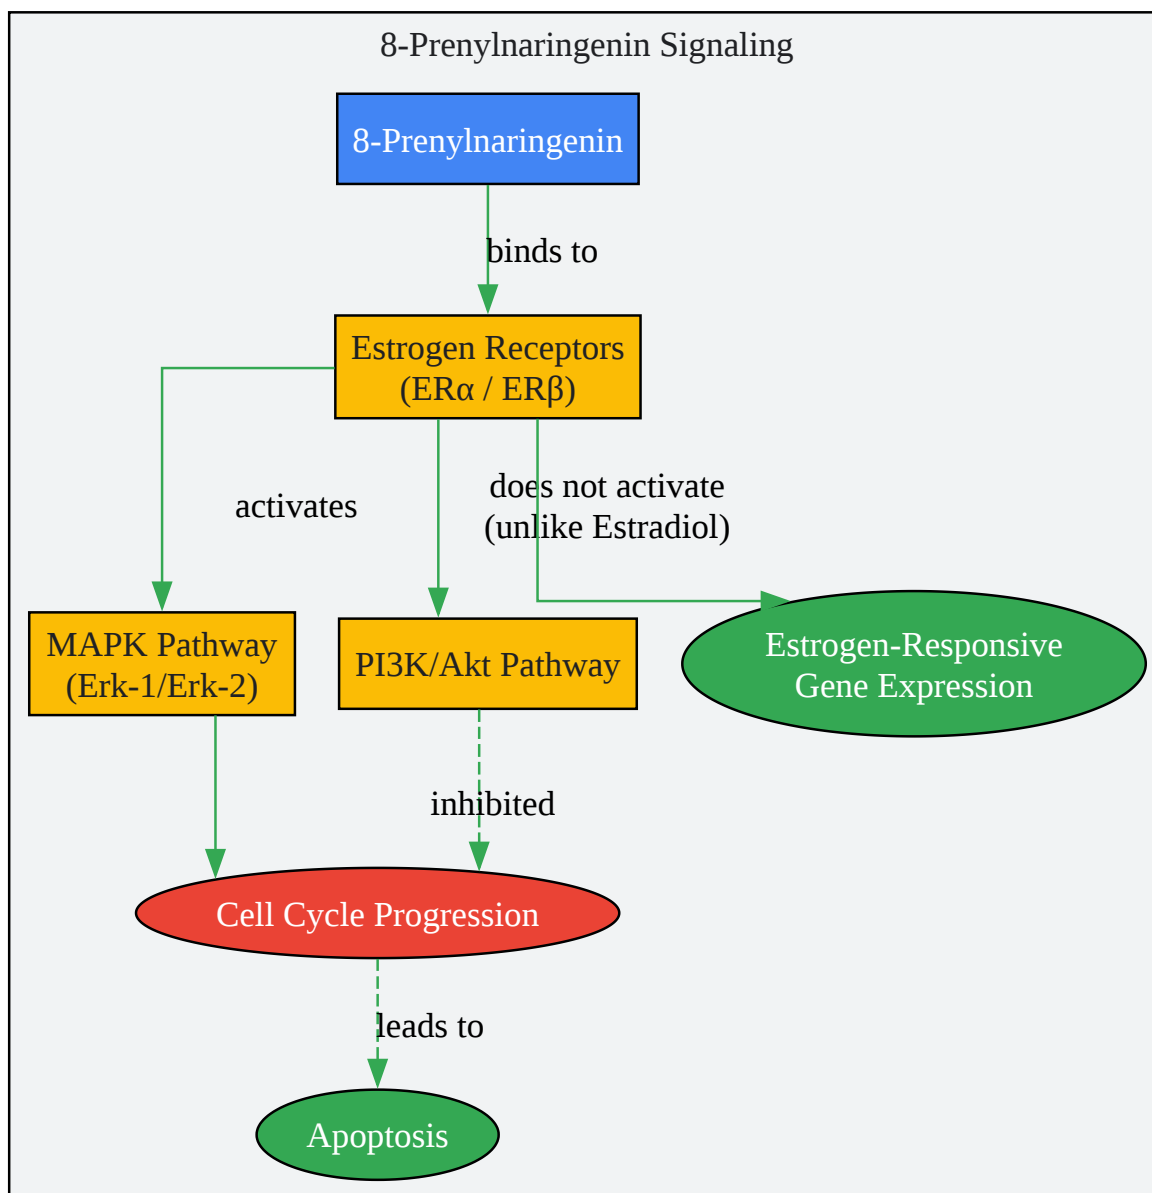 8-Prenylnaringenin Signaling
8-Prenylnaringenin
binds to
Estrogen Receptors
(ERα / ERβ)
activates
does not activate
(unlike Estradiol)
MAPK Pathway
(Erk-1/Erk-2)
PI3K/Akt Pathway
Estrogen-Responsive
Gene Expression
inhibited
Cell Cycle Progression
leads to
Apoptosis